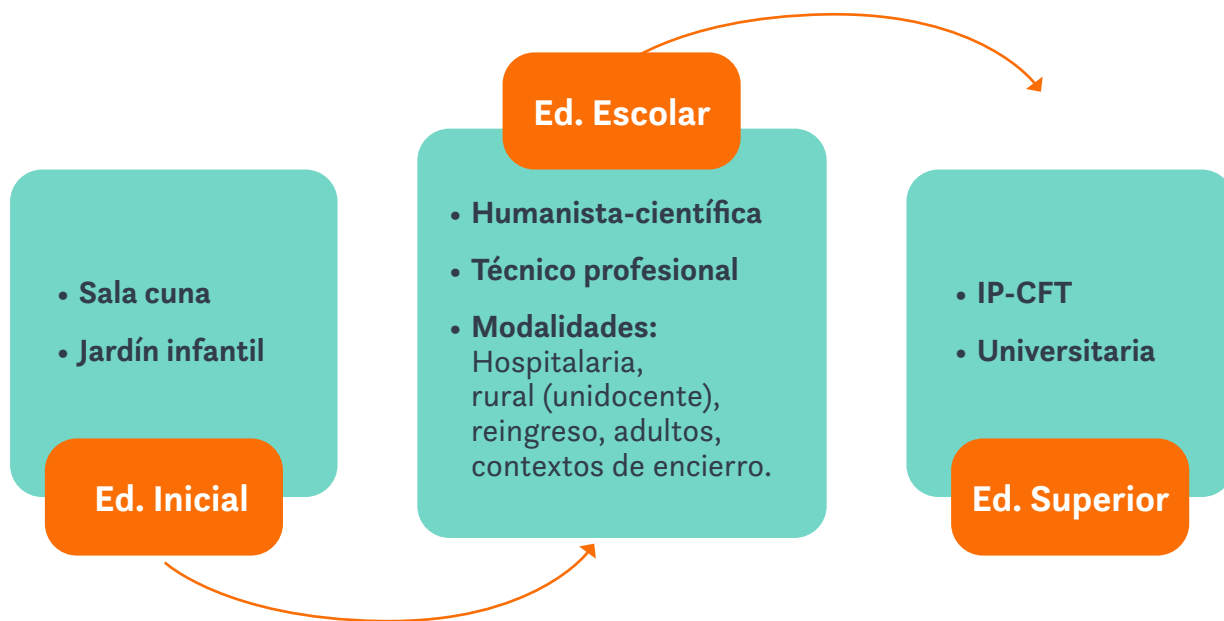 • Sala cuna
• Jardín infantil
Ed. Inicial
Ed. Escolar
• Humanista-científica
• Técnico profesional
• Modalidades:
Hospitalaria,
rural (unidocente),
reingreso, adultos,
contextos de encierro.
• IP-CFT
• Universitaria
Ed. Superior